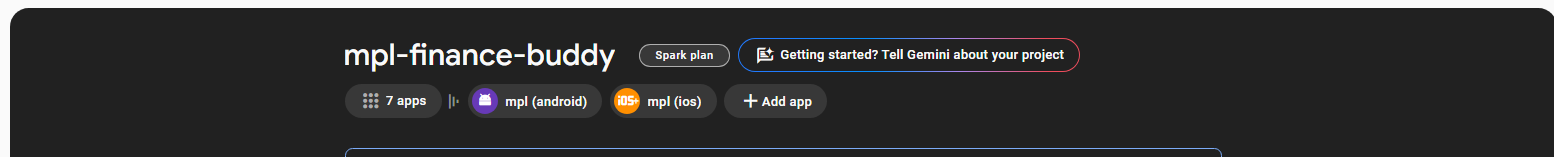 mpl-finance-buddy Spark plan Getting started? Tell Gemini about your project
7 apps mpl (android) iOS+ mpl (ios) Add app